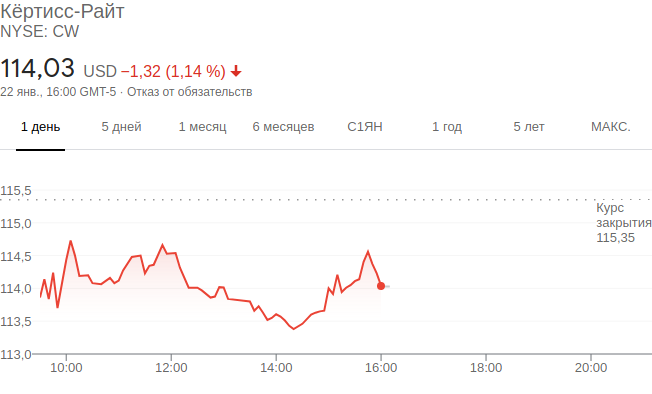 Кёртисс-Райт
NYSE: CW
114,03 USD −1,32 (1,14 %)
22 янв., 16:00 GMT-5 · Отказ от обязательств
1 день 5 дней 1 месяц 6 месяцев С1ЯН 1 год 5 лет МАКС.
115,5
Курс
закрытия
115,35
115,0
114,5
114,0
113,5
113,0
10:00 12:00 14:00 16:00 18:00 20:00